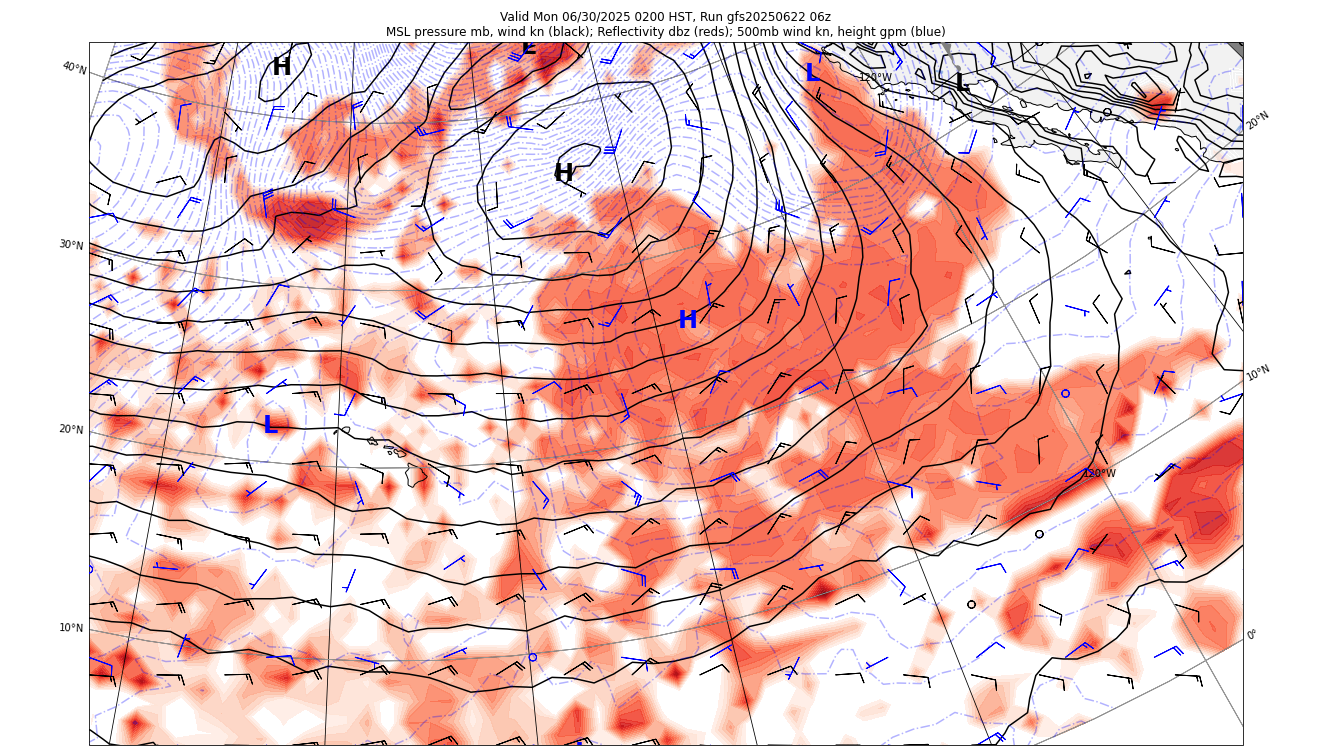 Valid Mon 06/30/2025 0200 HST, Run gfs20250622 06z
MSL pressure mb, wind kn (black); Reflectivity dbz (reds); 500mb wind kn, height gpm (blue)
40°N
H
L
120°W
L
20°N
H
30°N
H
10°N
20°N
L
120°W
10°N
0°